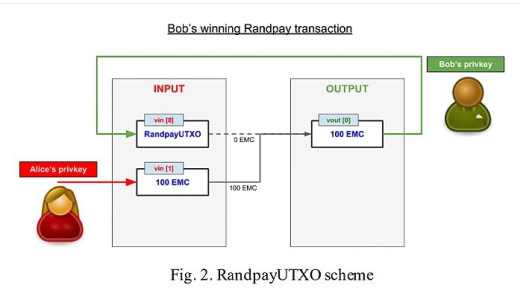 Bob's winning Randpay transaction
Bob's privkey
INPUT
OUTPUT
vin [0]
RandpayUTXO
vout [0]
100 EMC
0 EMC
Alice's privkey
vin [1]
100 EMC
100 EMC
Fig. 2. RandpayUTXO scheme